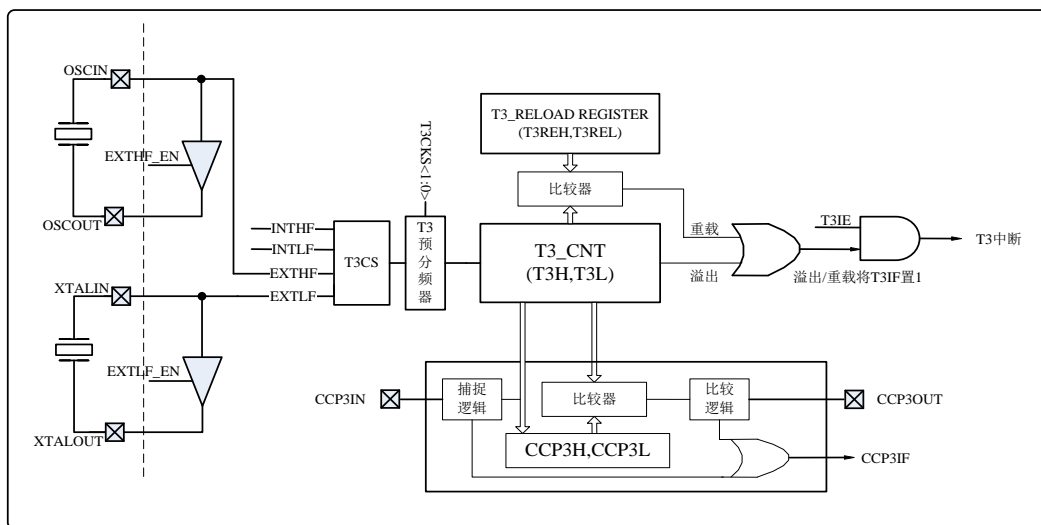 OSCIN
EXTHF_EN
OSCOUT
XTALIN
EXTLF_EN
XTALOUT
INTHF
INTLF
EXTHF
EXTLF
T3CS
T3CKS<1:0>
T3
预
分
频
器
T3_RELOAD REGISTER
(T3REH,T3REL)
比较器
T3_CNT
(T3H,T3L)
重载
溢出
T3IE
T3中断
溢出/重载将T3IF置1
CCP3IN
捕捉
逻辑
比较器
比较
逻辑
CCP3OUT
CCP3H,CCP3L
CCP3IF